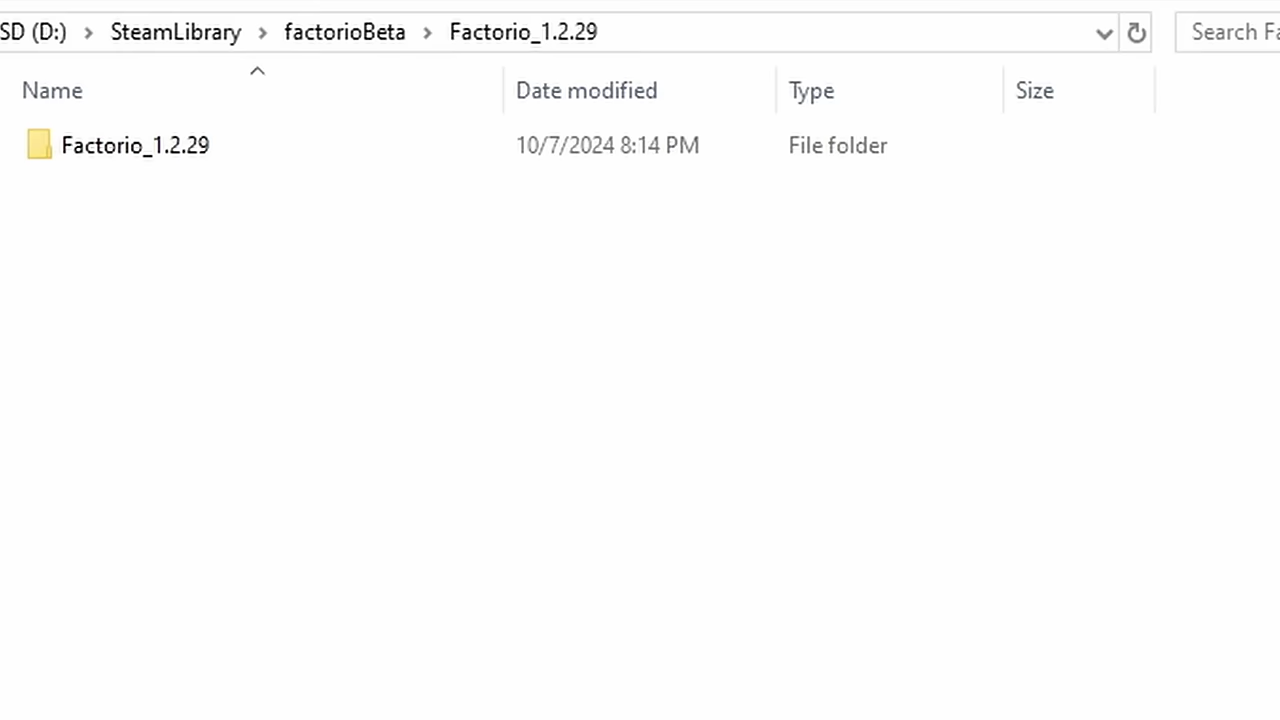 SD (D:) > SteamLibrary > factorioBeta > Factorio_1.2.29 Search Fa
Name Date modified Type Size
Factorio_1.2.29 10/7/2024 8:14 PM File folder